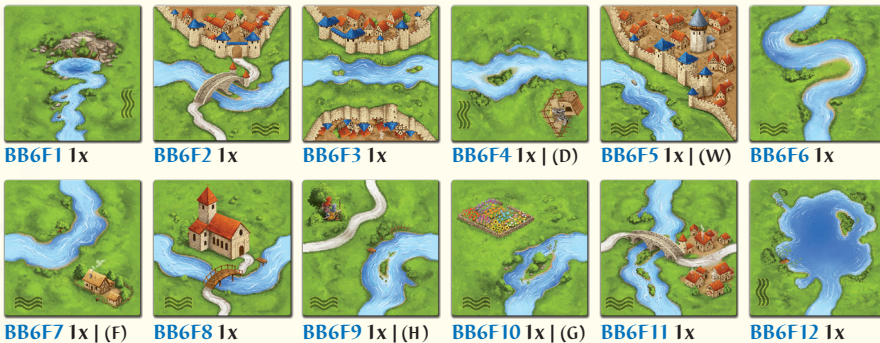 BB6F1 1x
BB6F2 1x
BB6F3 1x
BB6F4 1x | (D)
BB6F5 1x | (W)
BB6F6 1x
BB6F7 1x | (F)
BB6F8 1x
BB6F9 1x | (H)
BB6F10 1x | (G)
BB6F11 1x
BB6F12 1x